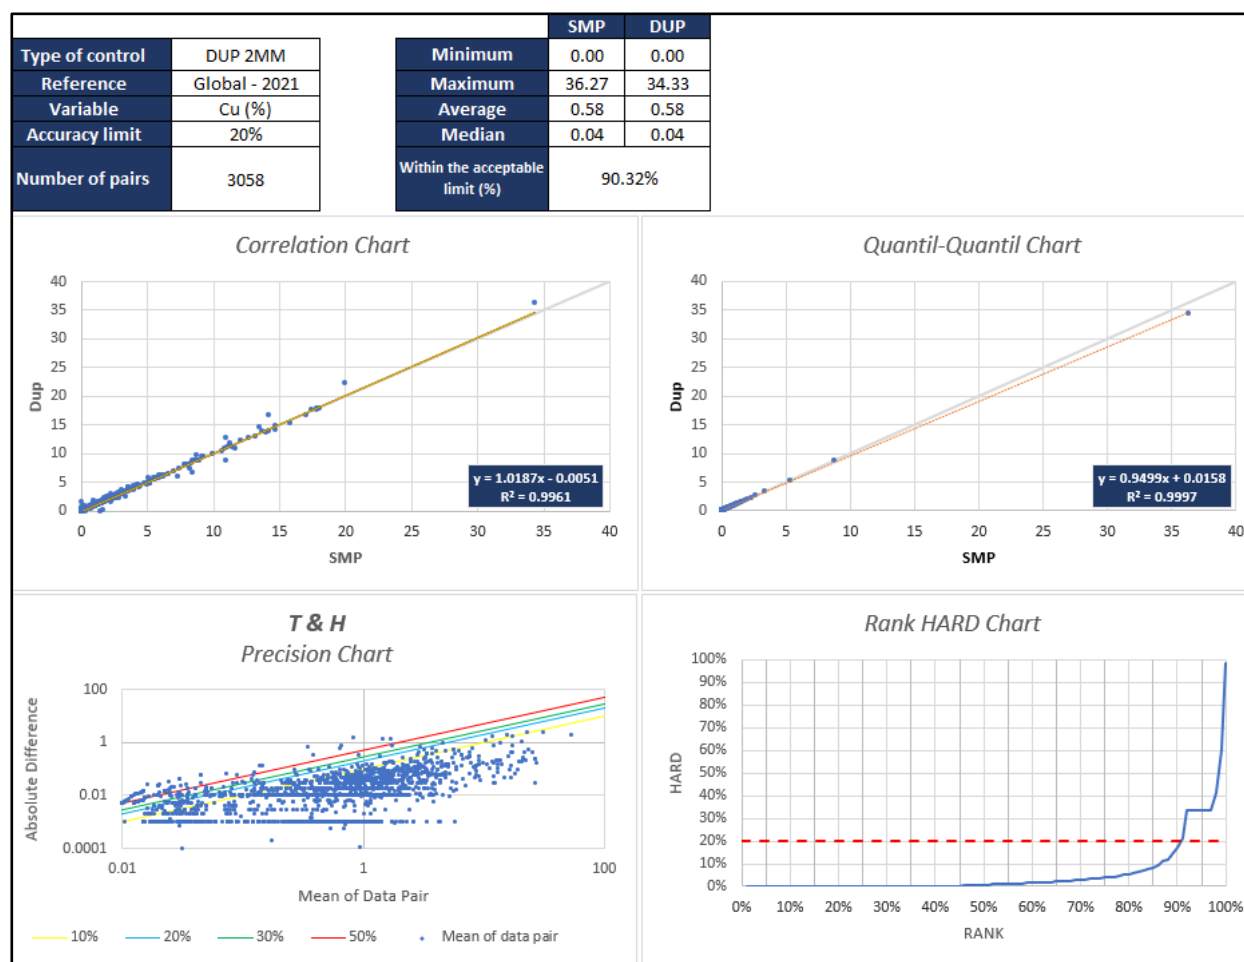 SMP DUP
Type of control DUP 2MM Minimum 0.00 0.00
Reference Global - 2021 Maximum 36.27 34.33
Variable Cu (%) Average 0.58 0.58
Accuracy limit 20% Median 0.04 0.04
Number of pairs 3058
Within the acceptable
limit (%)
90.32%
Correlation Chart
40
35
30
25
20
15
10
5
0
Dup
0 5 10 15 20 25 30 35 40
SMP
y = 1.0187x - 0.0051
R² = 0.9961
Quantil-Quantil Chart
40
35
30
25
20
15
10
5
0
Dup
0 5 10 15 20 25 30 35 40
SMP
y = 0.9499x + 0.0158
R² = 0.9997
T & H
Precision Chart
100
1
0.01
0.0001
Absolute Difference
0.01 1 100
Mean of Data Pair
10% 20% 30% 50% Mean of data pair
Rank HARD Chart
100%
90%
80%
70%
60%
50%
40%
30%
20%
10%
0%
HARD
0% 10% 20% 30% 40% 50% 60% 70% 80% 90% 100%
RANK